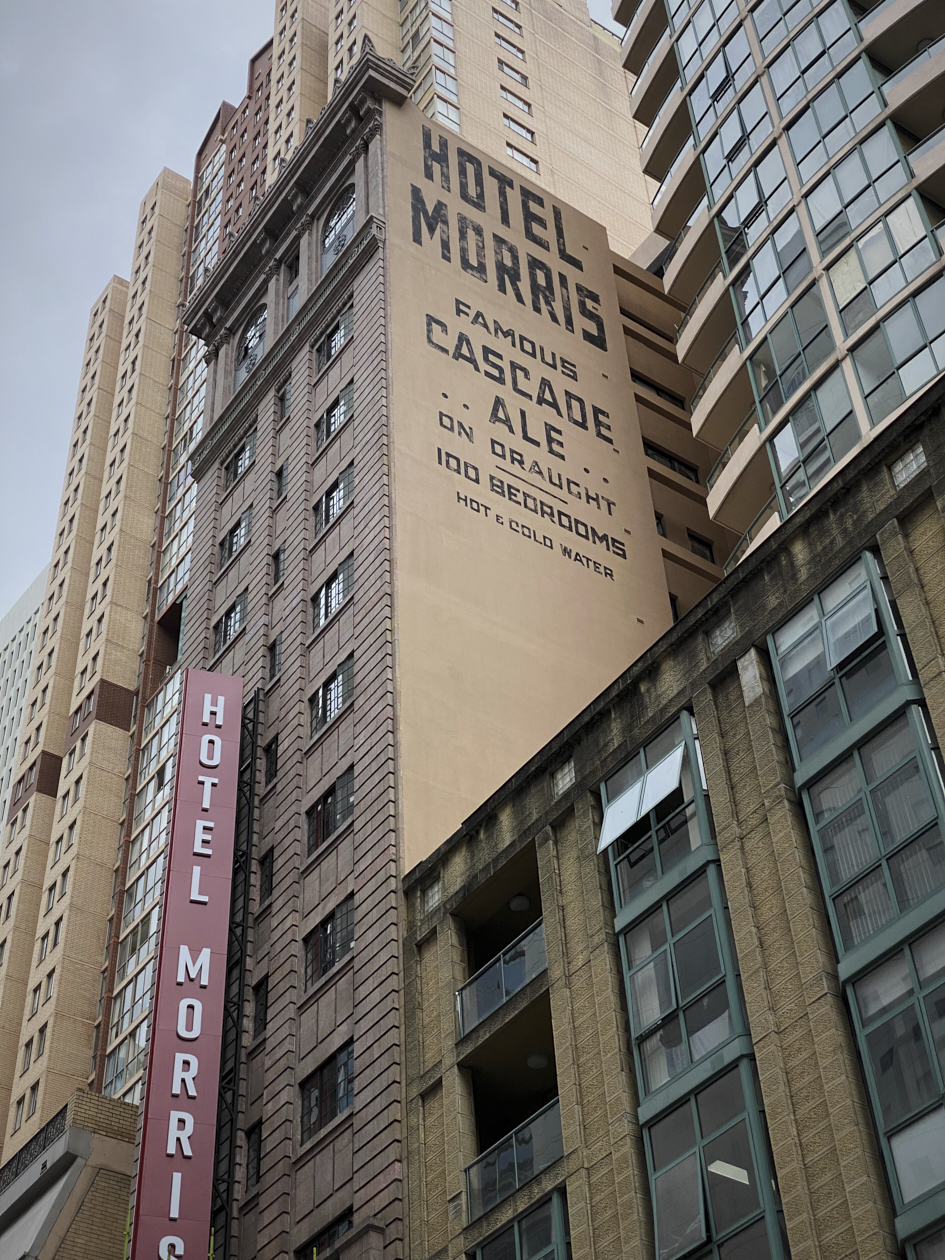 HOTEL
MORRIS
FAMOUS
CASCADE
ALE
ON DRAUGHT
100 BEDROOMS
HOT & COLD WATER
HOTEL MORRIS